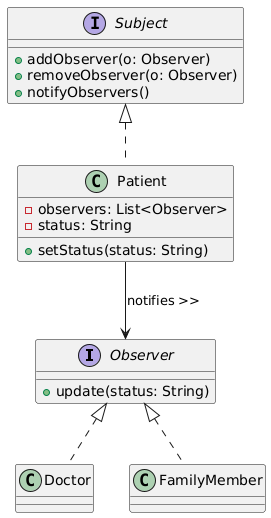 I Subject
addObserver(o: Observer)
removeObserver(o: Observer)
notifyObservers()
C Patient
observers: List<Observer>
status: String
setStatus(status: String)
notifies >>
I Observer
update(status: String)
C Doctor
C FamilyMember